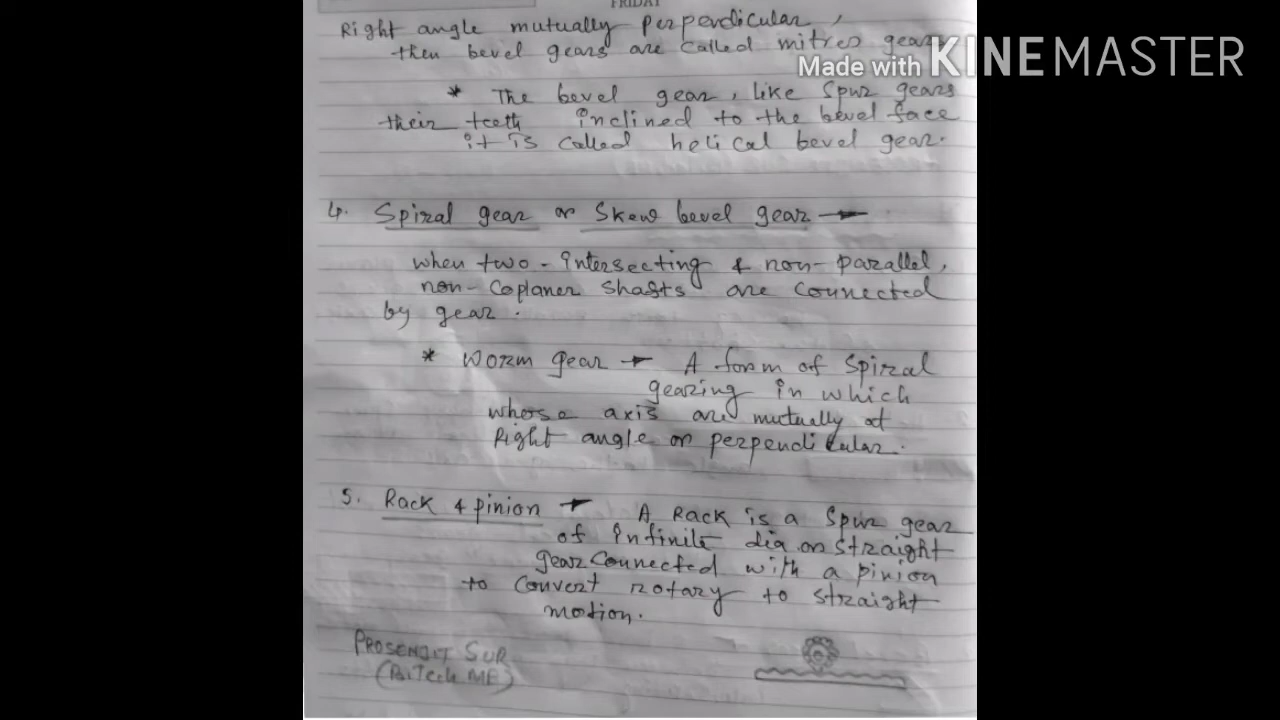 FRIDAY
Right angle mutually perpendicular,
then bevel gears are called mitres gear
Made with KINEMASTER
* The bevel gear, like spur gears
their teeth inclined to the bevel face
it is called helical bevel gear.
4. Spiral gear or Skew bevel gear →
when two - intersecting & non-parallel,
non-coplaner shafts are connected
by gear.
* Worm gear → A form of spiral
gearing in which
whose axis are mutually at
Right angle or perpendicular.
5. Rack & pinion → A Rack is a spur gear
of infinite dia or straight
gear connected with a pinion
to convert rotary to straight
motion.
PROSENJIT SUR
(B.Tech ME)